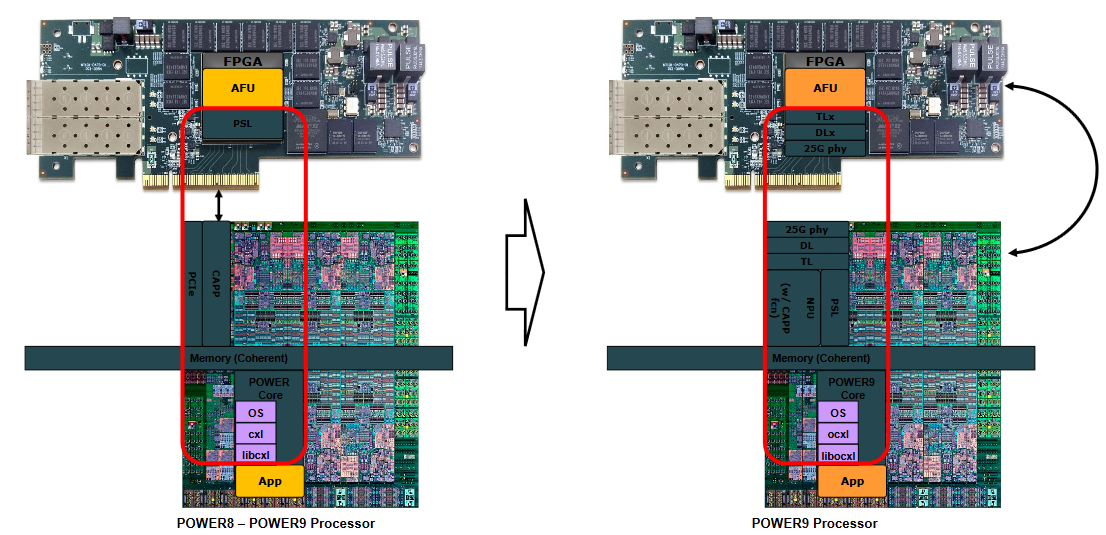 FPGA
AFU
PSL
PCIe
CAPP
Memory (Coherent)
POWER
Core
OS
cxl
libcxl
App
POWER8 – POWER9 Processor
FPGA
AFU
TLx
DLx
25G phy
25G phy
DL
TL
NPU
(w/ CAPP
fcn)
PSL
Memory (Coherent)
POWER9
Core
OS
ocxl
libocxl
App
POWER9 Processor